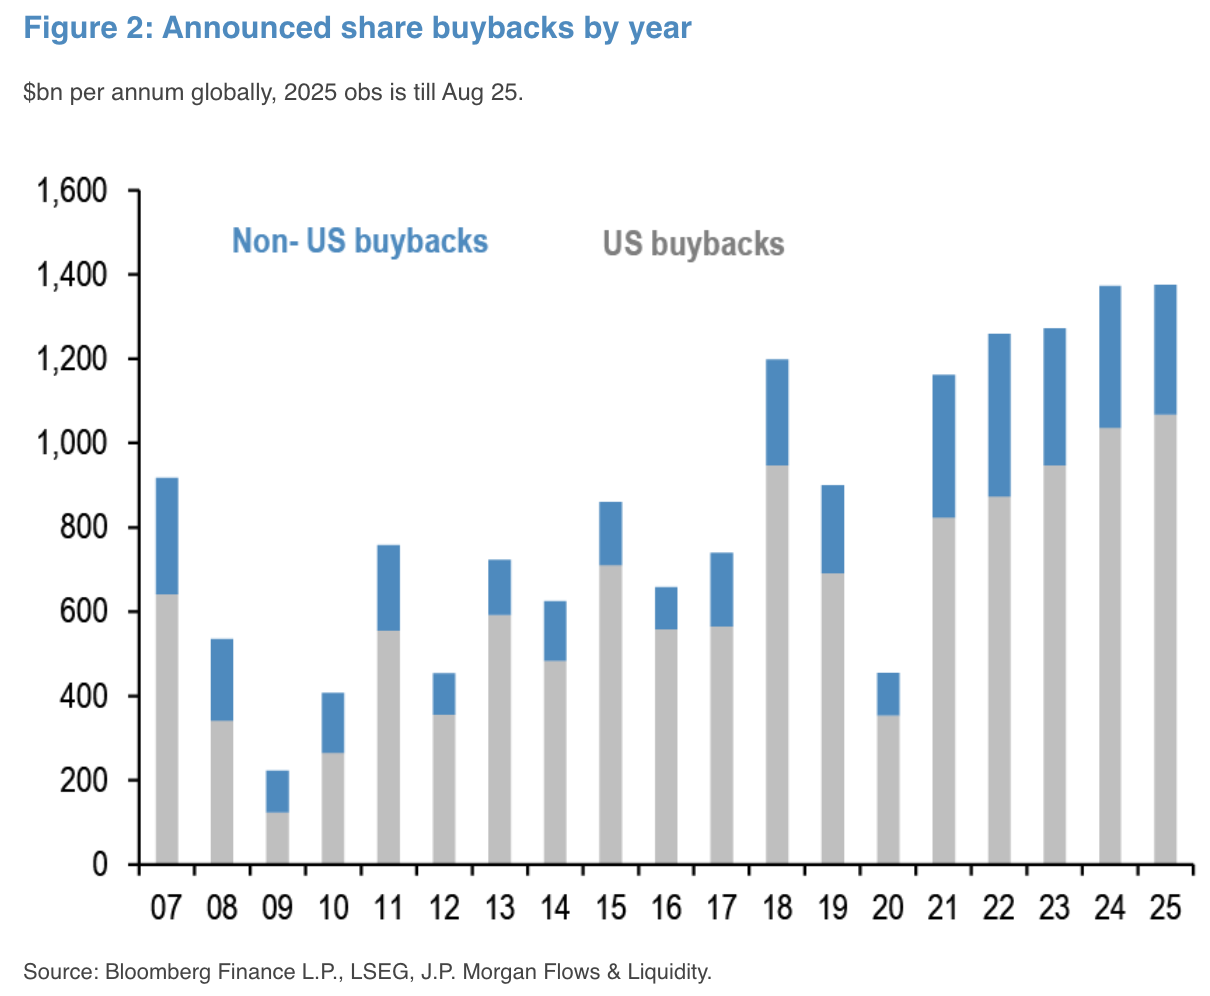 Figure 2: Announced share buybacks by year
$bn per annum globally, 2025 obs is till Aug 25.
1,600
Non- US buybacks US buybacks
1,400
1,200
1,000
800
600
400
200
0
07 08 09 10 11 12 13 14 15 16 17 18 19 20 21 22 23 24 25
Source: Bloomberg Finance L.P., LSEG, J.P. Morgan Flows & Liquidity.